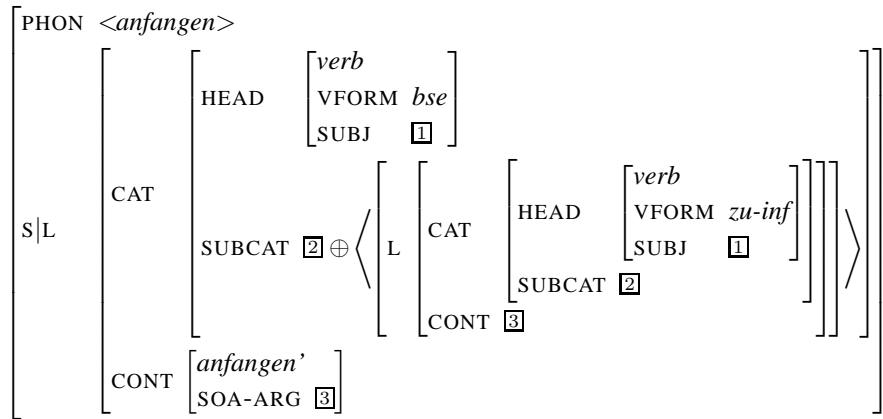 PHON <anfangen>
verb
HEAD VFORM bse
SUBJ 1
CAT
verb
HEAD VFORM zu-inf
CAT SUBJ 1
S|L SUBCAT 2 ⊕ ⟨ L ⟩
SUBCAT 2
CONT 3
anfangen’
CONT SOA-ARG 3